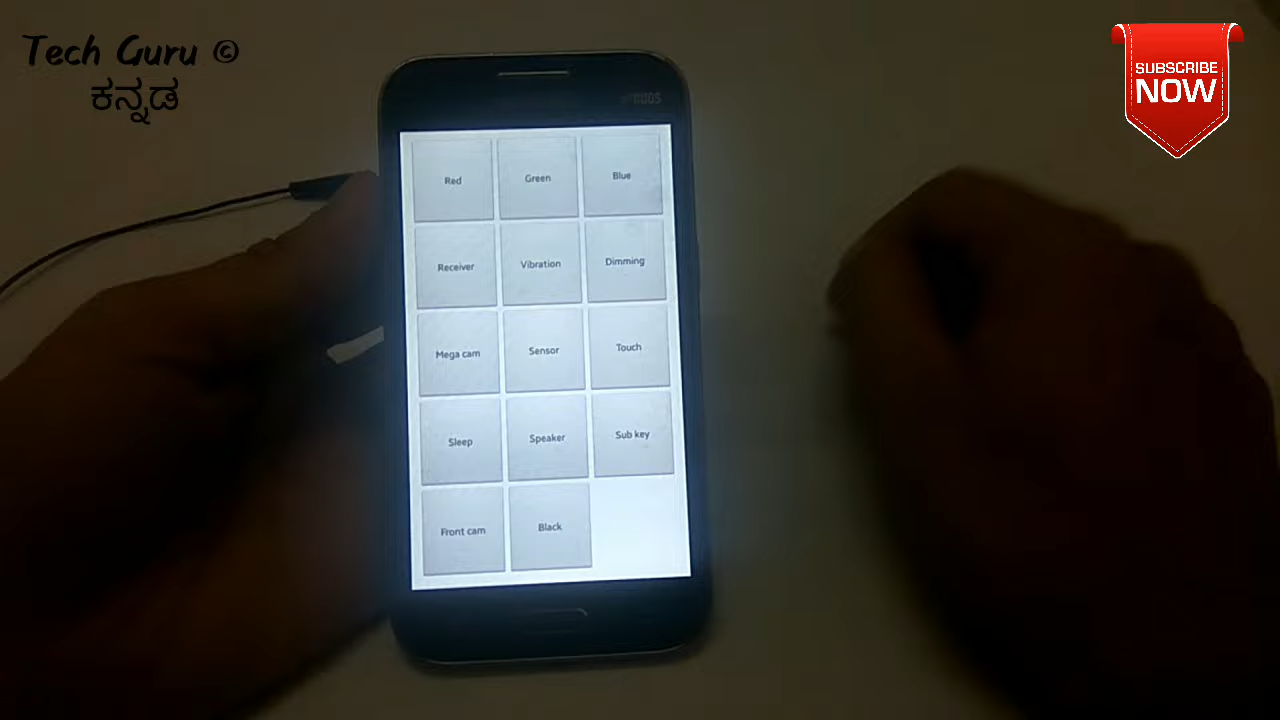 Tech Guru ©
ಕನ್ನಡ
SUBSCRIBE
NOW
DUOS
Red Green Blue
Receiver Vibration Dimming
Mega cam Sensor Touch
Sleep Speaker Sub key
Front cam Black